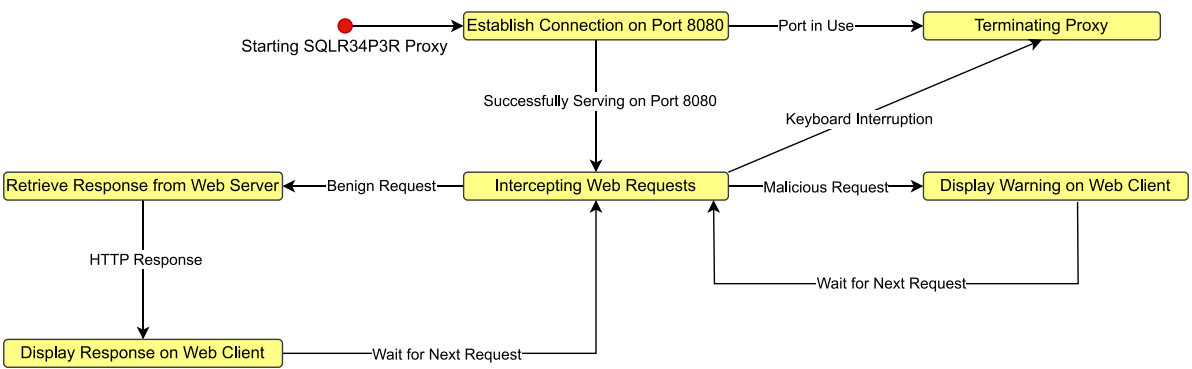 Establish Connection on Port 8080
Port in Use
Terminating Proxy
Starting SQLR34P3R Proxy
Successfully Serving on Port 8080
Keyboard Interruption
Retrieve Response from Web Server
Benign Request
Intercepting Web Requests
Malicious Request
Display Warning on Web Client
HTTP Response
Wait for Next Request
Display Response on Web Client
Wait for Next Request